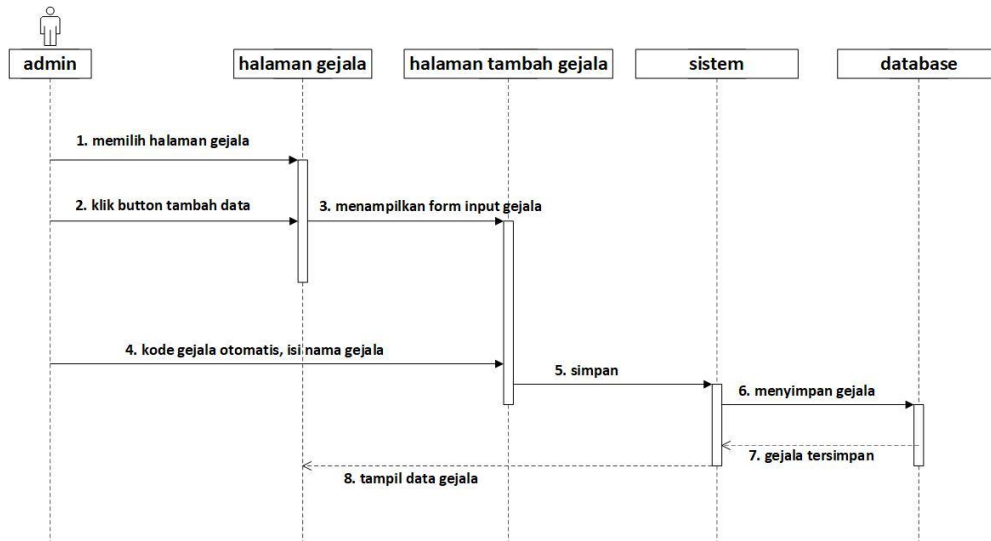 admin
halaman gejala
halaman tambah gejala
sistem
database
1. memilih halaman gejala
2. klik button tambah data
3. menampilkan form input gejala
4. kode gejala otomatis, isi nama gejala
5. simpan
6. menyimpan gejala
7. gejala tersimpan
8. tampil data gejala